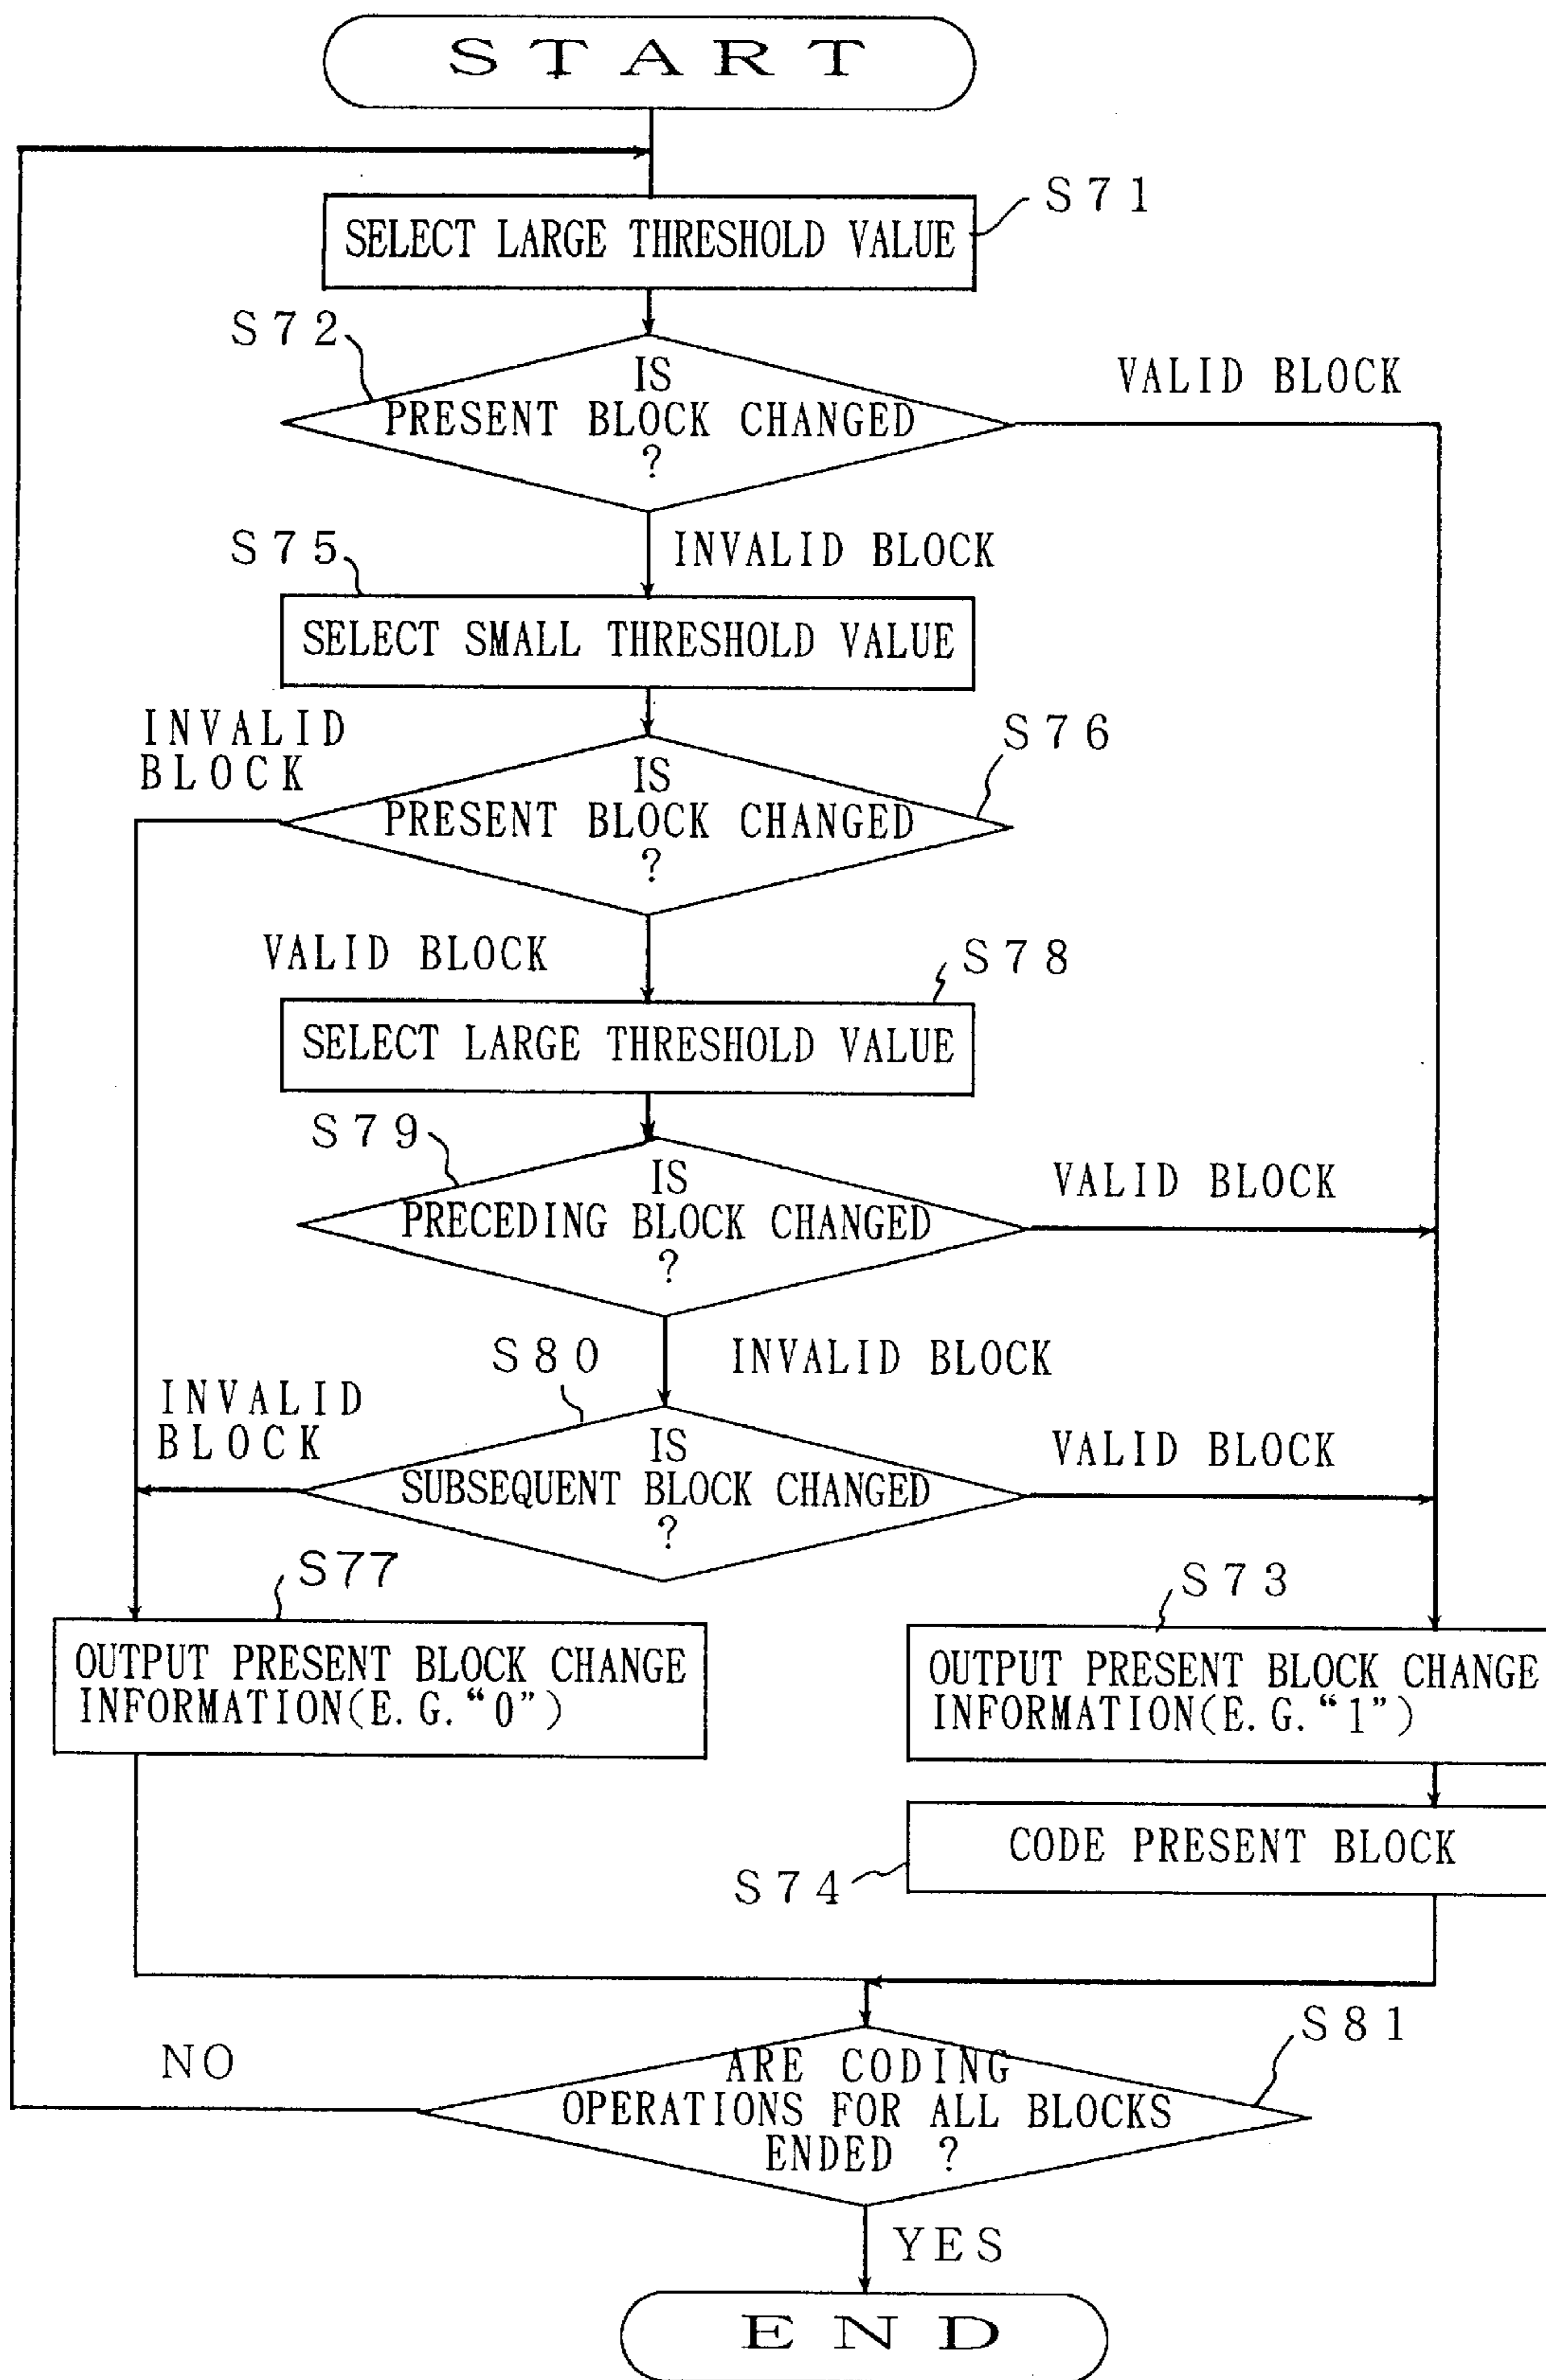 START
S71
SELECT LARGE THRESHOLD VALUE
S72
IS
PRESENT BLOCK CHANGED
?
VALID BLOCK
INVALID BLOCK
S75
SELECT SMALL THRESHOLD VALUE
INVALID
BLOCK
S76
IS
PRESENT BLOCK CHANGED
?
VALID BLOCK
S78
SELECT LARGE THRESHOLD VALUE
S79
IS
PRECEDING BLOCK CHANGED
?
VALID BLOCK
INVALID BLOCK
S80
INVALID
BLOCK
IS
SUBSEQUENT BLOCK CHANGED
?
VALID BLOCK
S77
OUTPUT PRESENT BLOCK CHANGE
INFORMATION(E.G.“0”)
S73
OUTPUT PRESENT BLOCK CHANGE
INFORMATION(E.G.“1”)
CODE PRESENT BLOCK
S74
S81
ARE CODING
OPERATIONS FOR ALL BLOCKS
ENDED ?
NO
YES
END